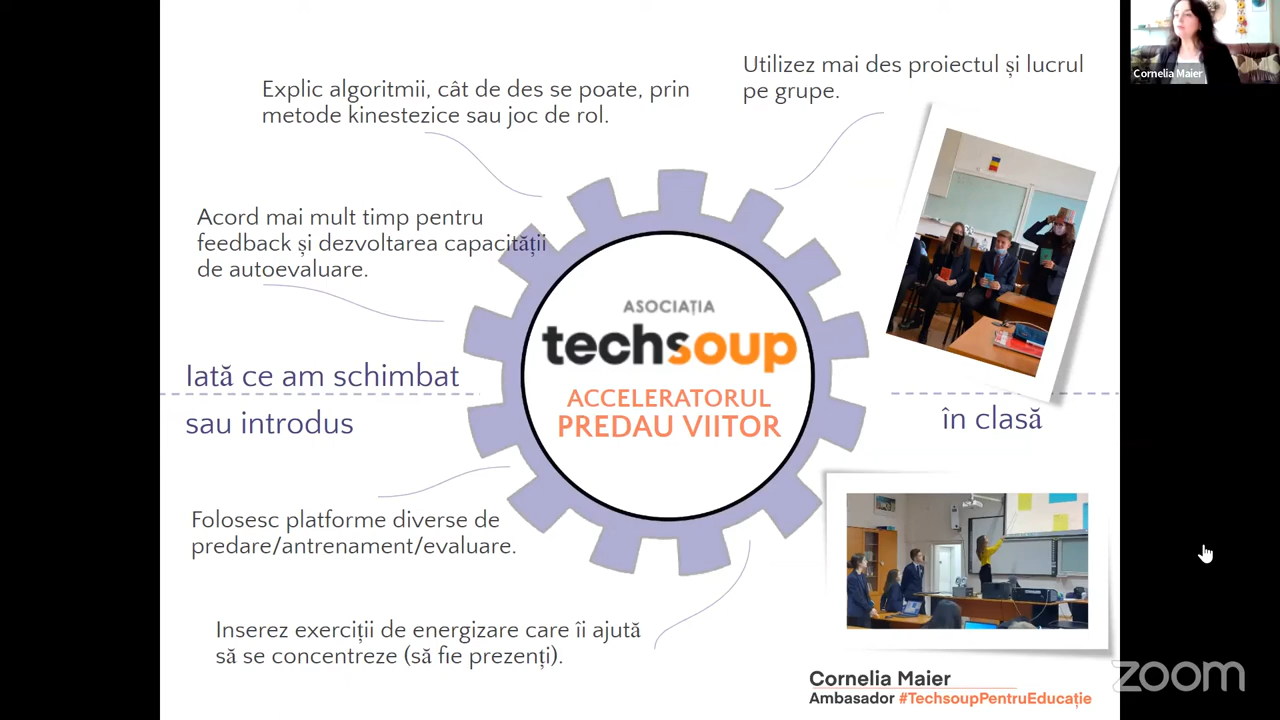 Explic algoritmii, cât de des se poate, prin
metode kinestezice sau joc de rol.
Utilizez mai des proiectul și lucrul
pe grupe.
Cornelia Maier
Acord mai mult timp pentru
feedback și dezvoltarea capacității
de autoevaluare.
ASOCIAȚIA
techsoup
ACCELERATORUL
PREDAU VIITOR
Iată ce am schimbat
sau introdus
în clasă
Folosesc platforme diverse de
predare/antrenament/evaluare.
Inserez exerciții de energizare care îi ajută
să se concentreze (să fie prezenți).
Cornelia Maier
Ambasador #TechsoupPentruEducație
zoom